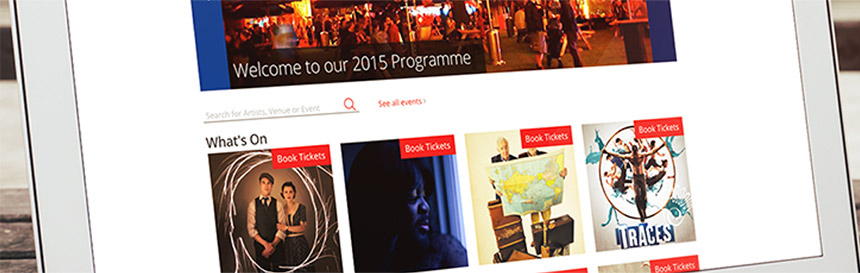 Welcome to our 2015 Programme
Search for Artists, Venue or Event
See all events ›
What's On
Book Tickets
Book Tickets
Book Tickets
Book Tickets
TRACES
Book Tickets